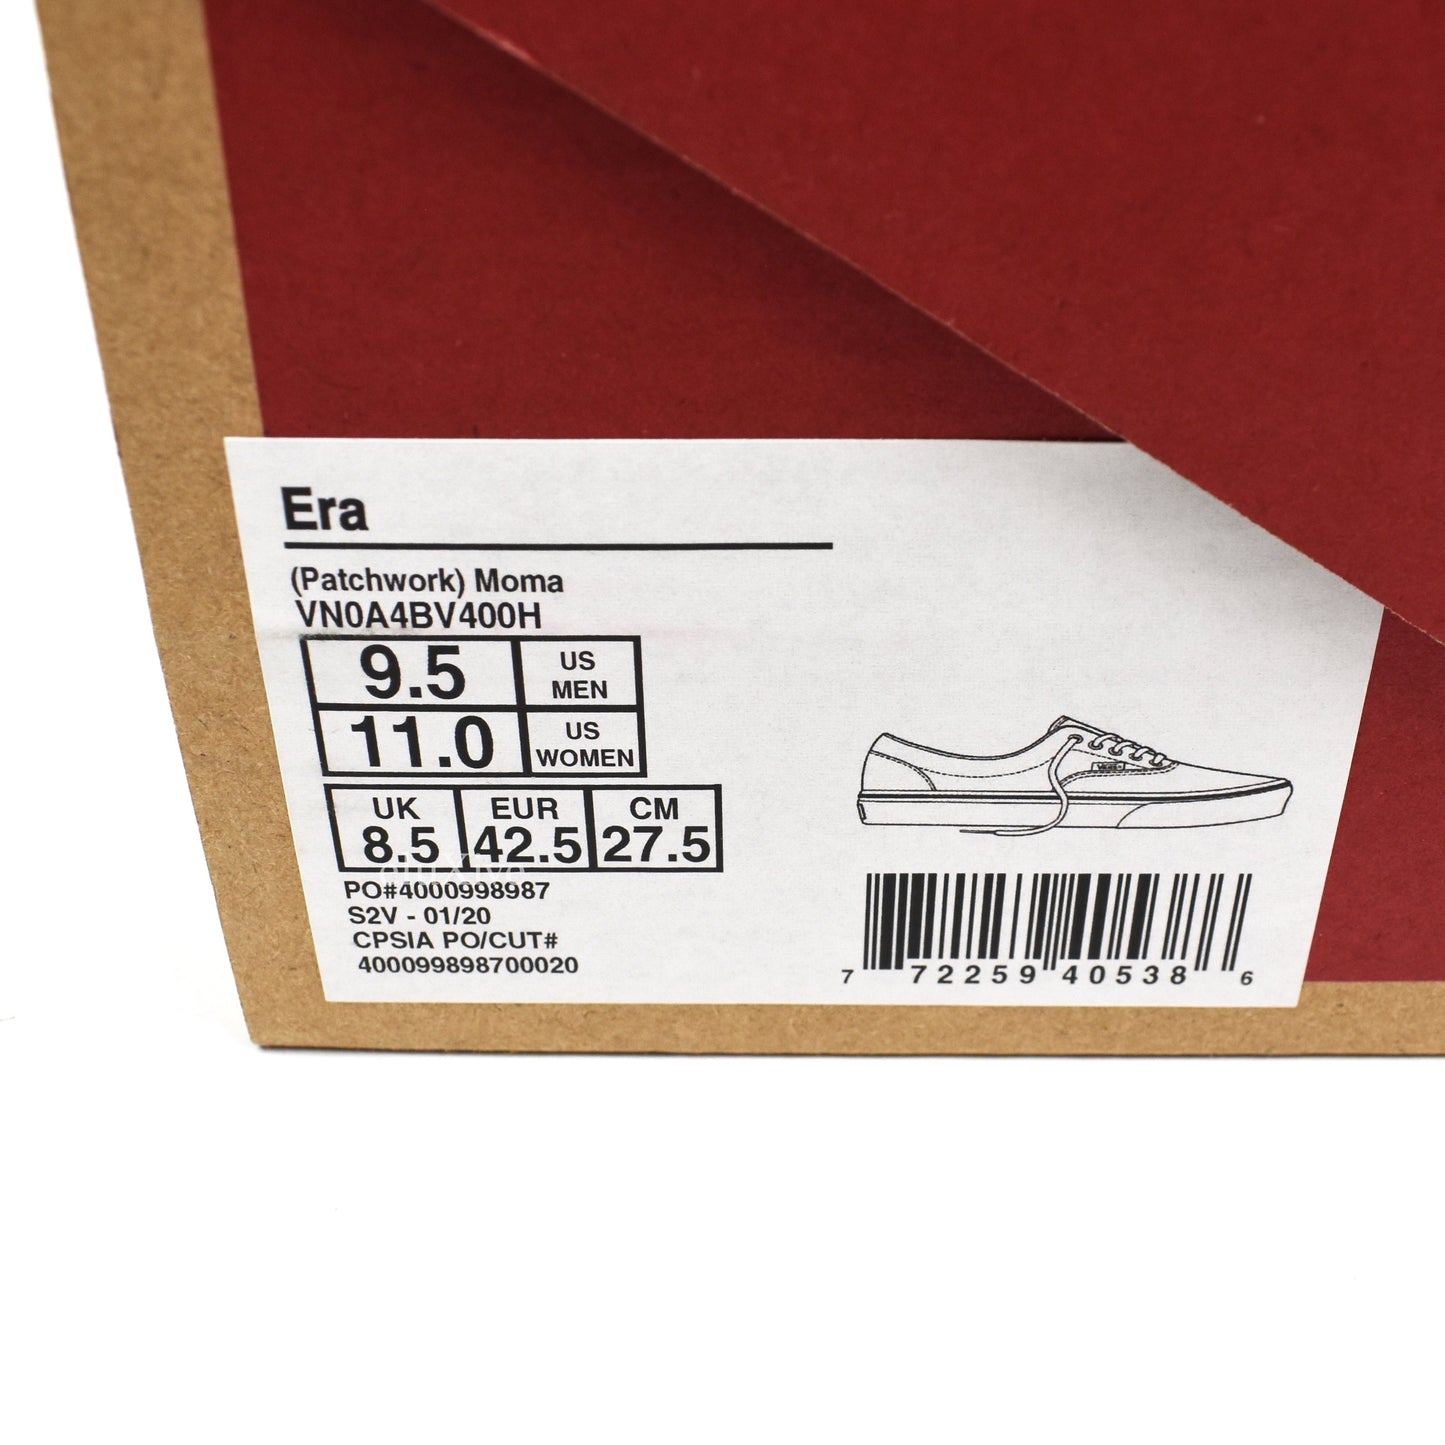 Era
(Patchwork) Moma
VN0A4BV400H
9.5 US MEN
11.0 US WOMEN
UK EUR CM
8.5 42.5 27.5
PO#4000998987
S2V - 01/20
CPSIA PO/CUT#
400099898700020
VANS
7 72259 40538 6